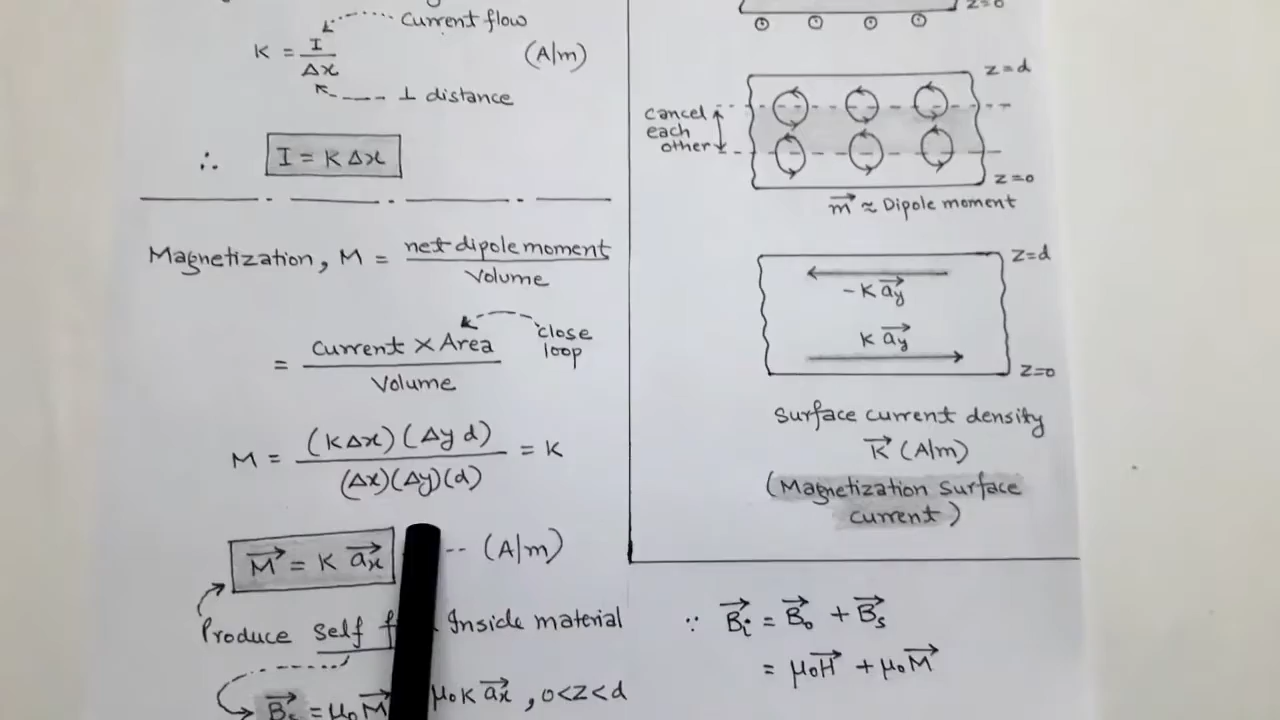 current flow
K = I / Δx (A/m)
⊥ distance
∴ I = K Δx
Magnetization, M = net dipole moment / Volume
= Current × Area / Volume
close
loop
M = (KΔx)(Δy d) / (Δx)(Δy)(d) = K
M⃗ = K a⃗x -- (A/m)
Produce self Inside material
B⃗s = μ₀M⃗ μ₀K a⃗x , 0<z<d
z=0
z=d
cancel
each
other
z=0
m⃗ ≈ Dipole moment
z=d
-K a⃗y
K a⃗y
z=0
Surface current density
K⃗ (A/m)
(Magnetization Surface
current)
∵ B⃗i = B⃗o + B⃗s
= μ₀H⃗ + μ₀M⃗